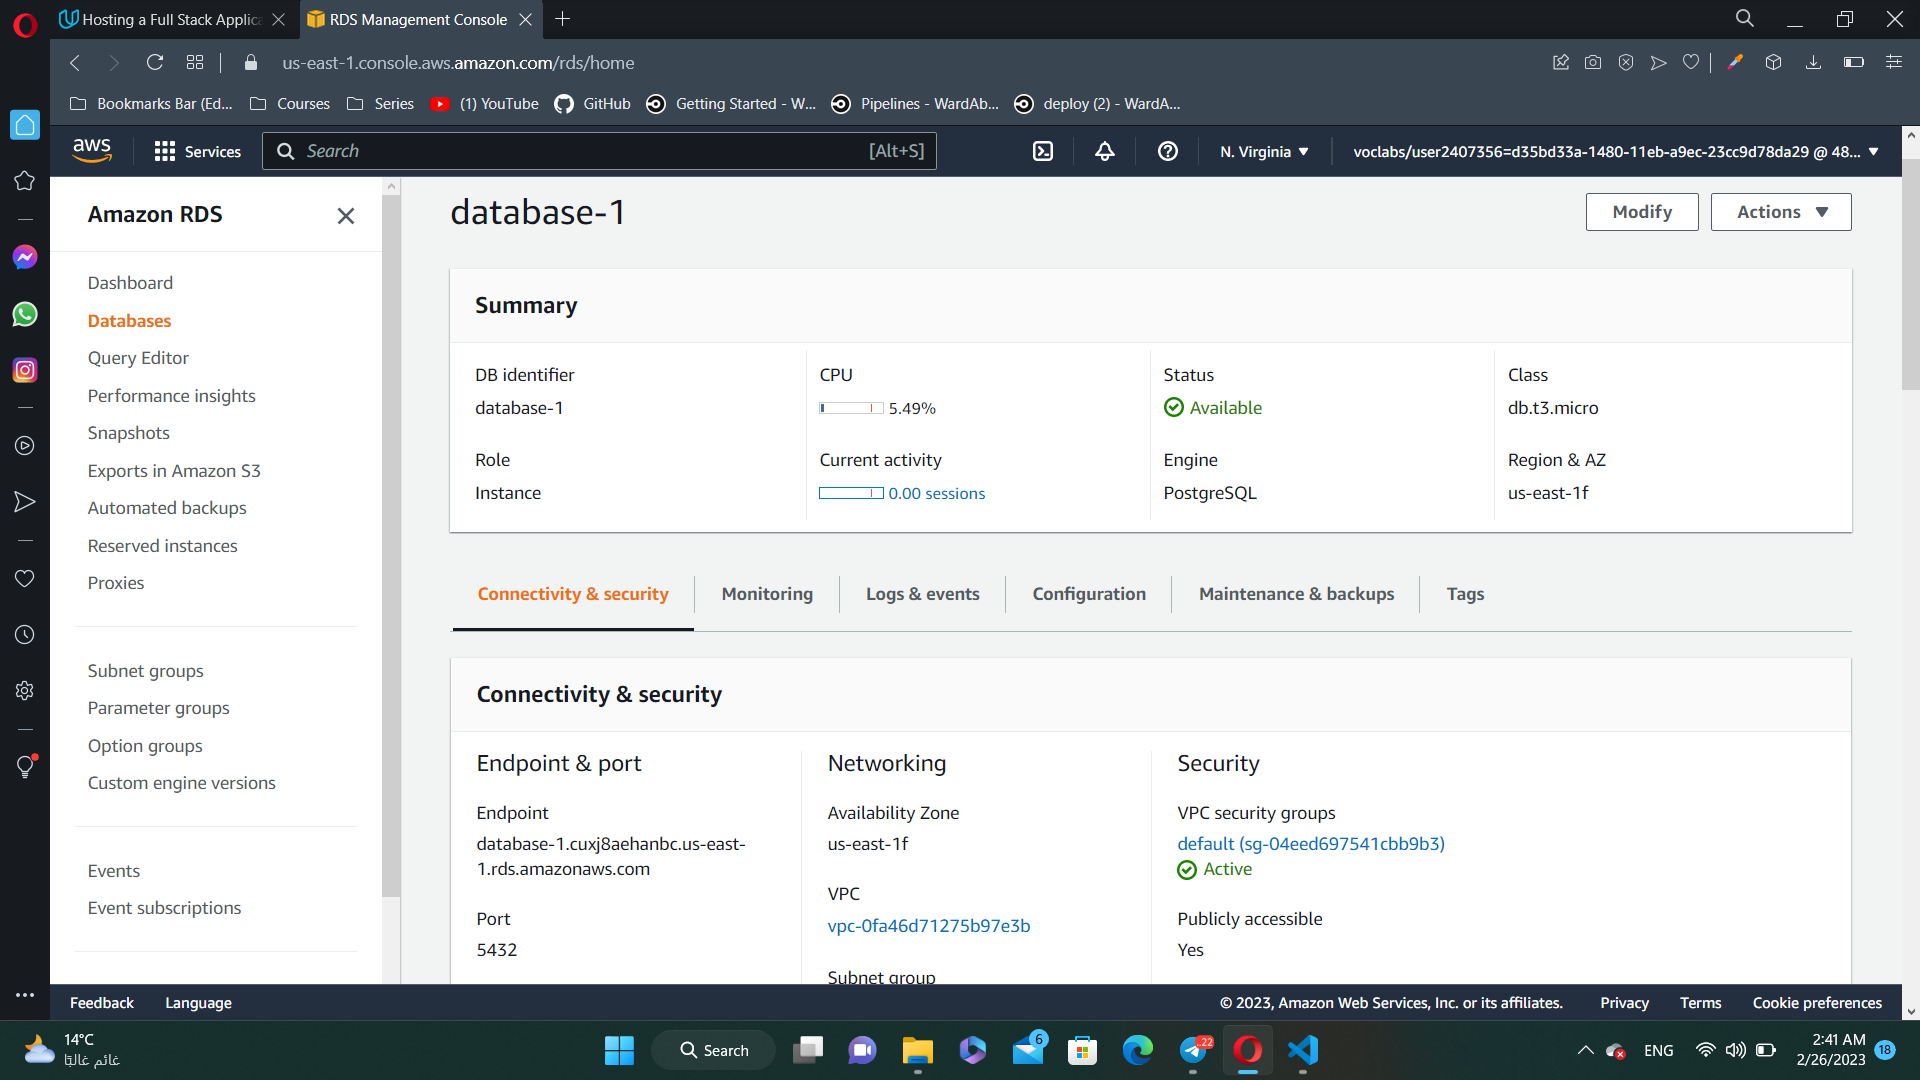 Hosting a Full Stack Applica
RDS Management Console
us-east-1.console.aws.amazon.com/rds/home
Bookmarks Bar (Ed...
Courses
Series
(1) YouTube
GitHub
Getting Started - W...
Pipelines - WardAb...
deploy (2) - WardA...
aws
Services
Search
[Alt+S]
N. Virginia
voclabs/user2407356=d35bd33a-1480-11eb-a9ec-23cc9d78da29 @ 48...
Amazon RDS
Dashboard
Databases
Query Editor
Performance insights
Snapshots
Exports in Amazon S3
Automated backups
Reserved instances
Proxies
Subnet groups
Parameter groups
Option groups
Custom engine versions
Events
Event subscriptions
database-1
Modify
Actions
Summary
DB identifier
database-1
CPU
5.49%
Status
Available
Class
db.t3.micro
Role
Instance
Current activity
0.00 sessions
Engine
PostgreSQL
Region & AZ
us-east-1f
Connectivity & security
Monitoring
Logs & events
Configuration
Maintenance & backups
Tags
Connectivity & security
Endpoint & port
Endpoint
database-1.cuxj8aehanbc.us-east-
1.rds.amazonaws.com
Port
5432
Networking
Availability Zone
us-east-1f
VPC
vpc-0fa46d71275b97e3b
Subnet group
Security
VPC security groups
default (sg-04eed697541cbb9b3)
Active
Publicly accessible
Yes
Feedback
Language
© 2023, Amazon Web Services, Inc. or its affiliates.
Privacy
Terms
Cookie preferences
14°C
غائم غالبًا
Search
6
22
ENG
2:41 AM
2/26/2023
18